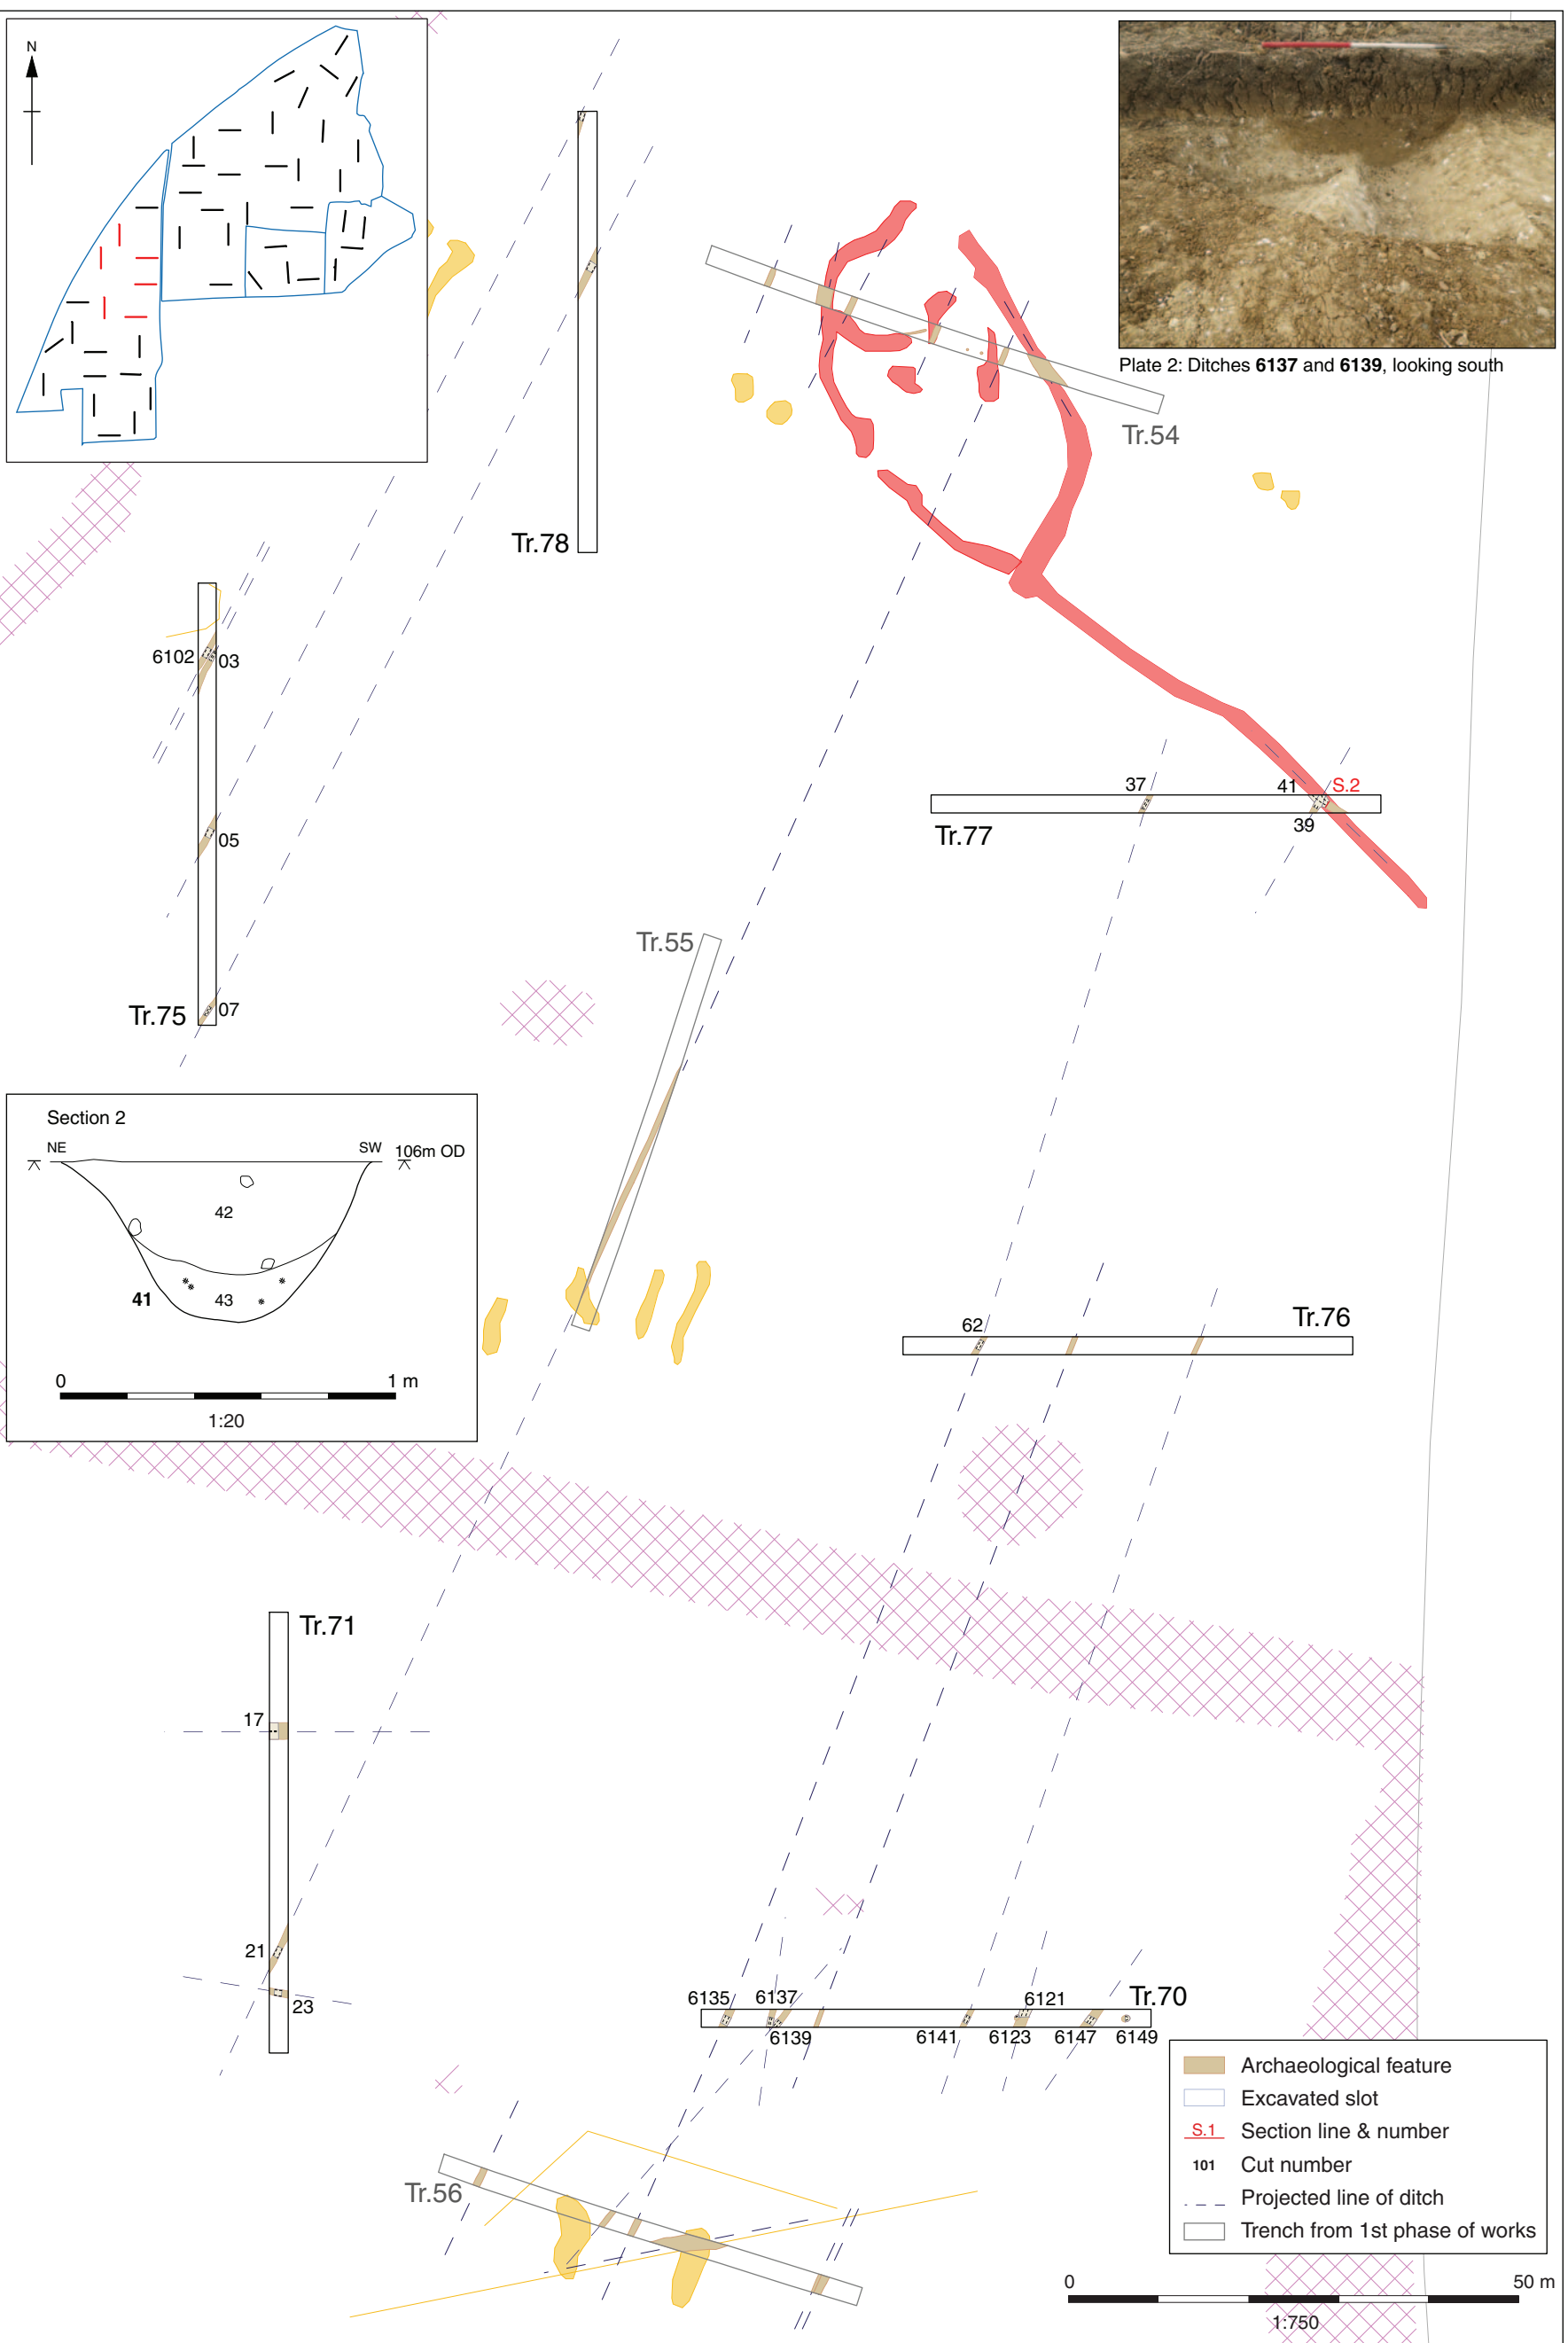 N
Plate 2: Ditches 6137 and 6139, looking south
Tr.54
Tr.78
6102
03
05
07
Tr.75
37
41
S.2
39
Tr.77
Tr.55
Section 2
NE
SW
106m OD
42
41
43
0
1 m
1:20
62
Tr.76
Tr.71
17
21
23
6135
6137
6121
Tr.70
6139
6141
6123
6147
6149
Tr.56
Archaeological feature
Excavated slot
S.1 Section line & number
101 Cut number
Projected line of ditch
Trench from 1st phase of works
0
50 m
1:750